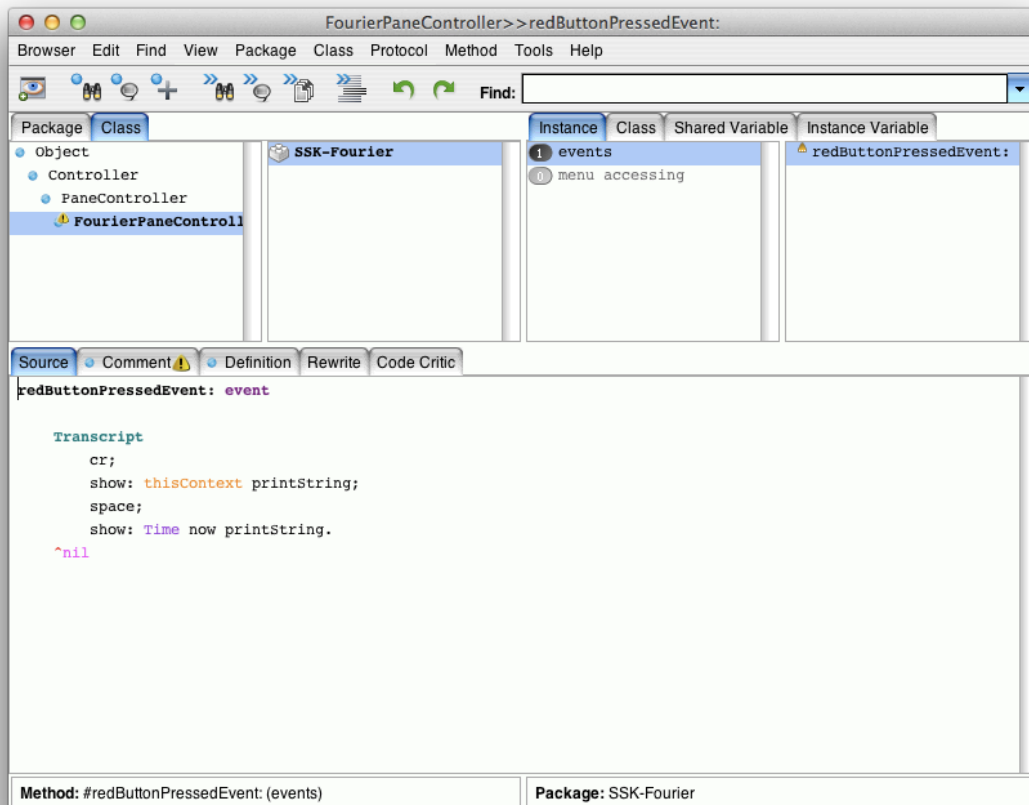 FourierPaneController>>redButtonPressedEvent:
Browser Edit Find View Package Class Protocol Method Tools Help
Find:
Package Class
Instance Class Shared Variable Instance Variable
Object
Controller
PaneController
FourierPaneControll
SSK-Fourier
1 events
0 menu accessing
redButtonPressedEvent:
Source Comment Definition Rewrite Code Critic
redButtonPressedEvent: event
Transcript
cr;
show: thisContext printString;
space;
show: Time now printString.
^nil
Method: #redButtonPressedEvent: (events)
Package: SSK-Fourier